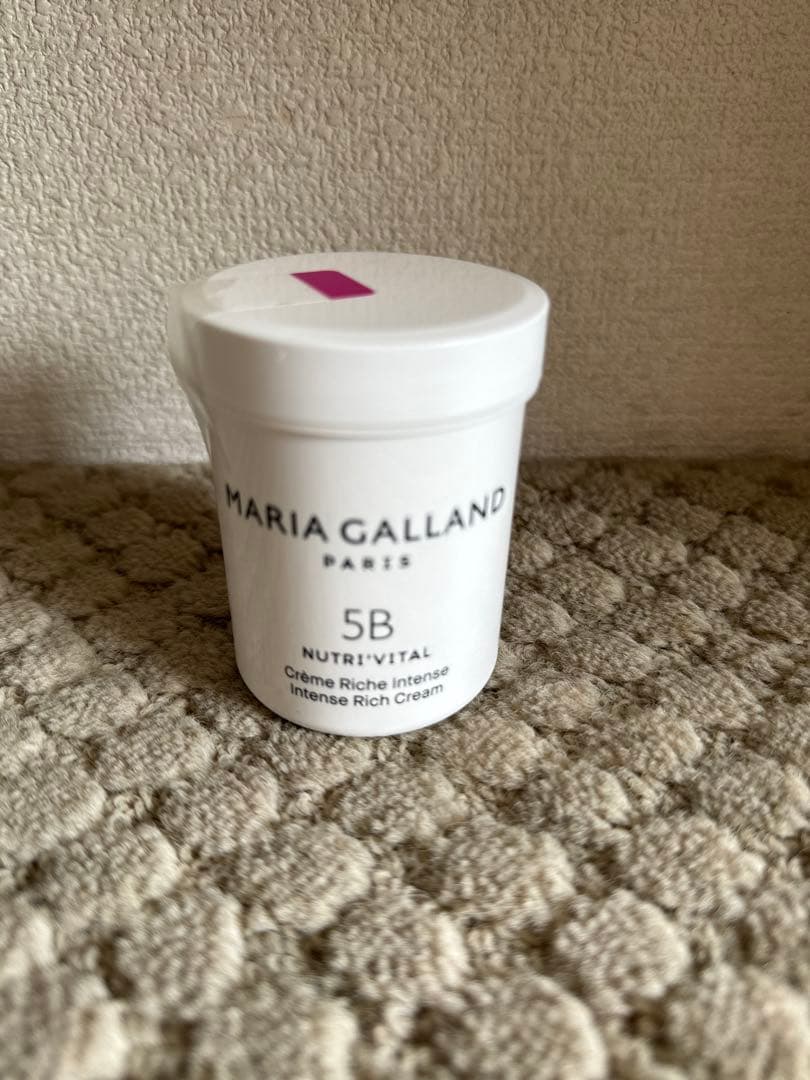 MARIA GALLAND
PARIS
5B
NUTRI'VITAL
Crème Riche Intense
Intense Rich Cream